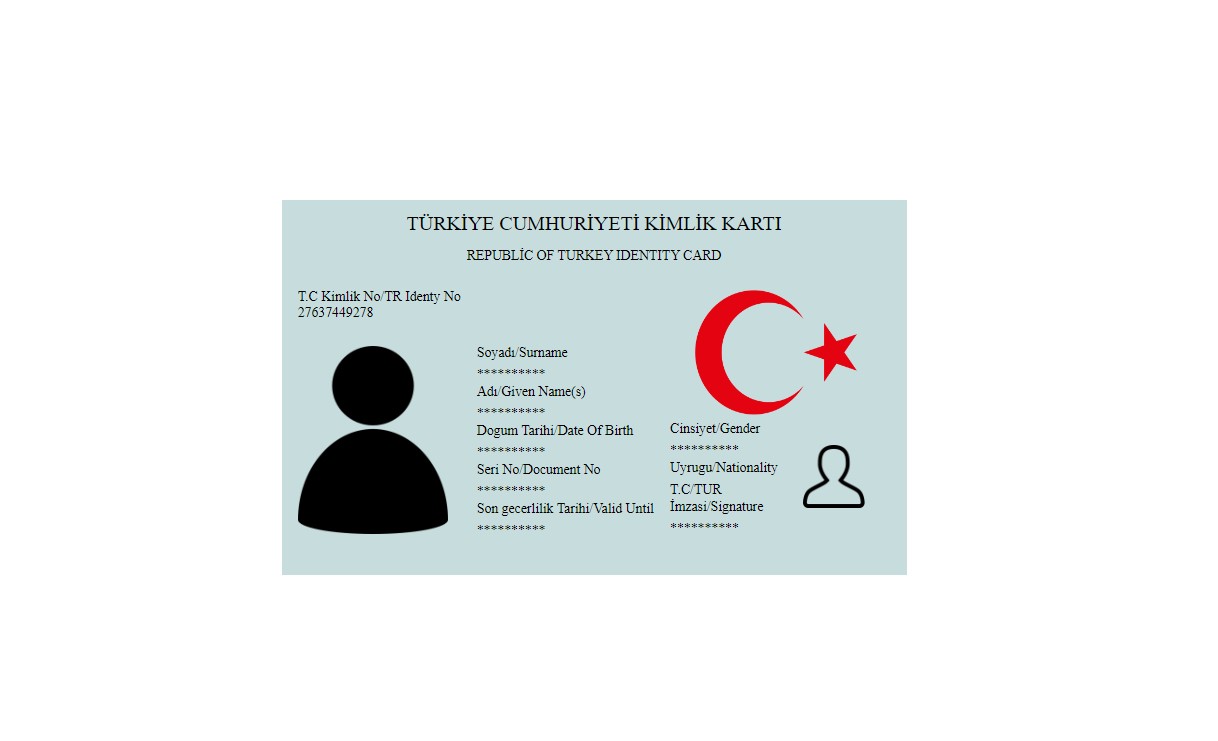 TÜRKİYE CUMHURİYETİ KİMLİK KARTI
REPUBLİC OF TURKEY IDENTITY CARD
T.C Kimlik No/TR Identy No
27637449278
Soyadı/Surname
**********
Adı/Given Name(s)
**********
Dogum Tarihi/Date Of Birth
**********
Seri No/Document No
**********
Son gecerlilik Tarihi/Valid Until
**********
Cinsiyet/Gender
**********
Uyrugu/Nationality
T.C/TUR
İmzasi/Signature
**********